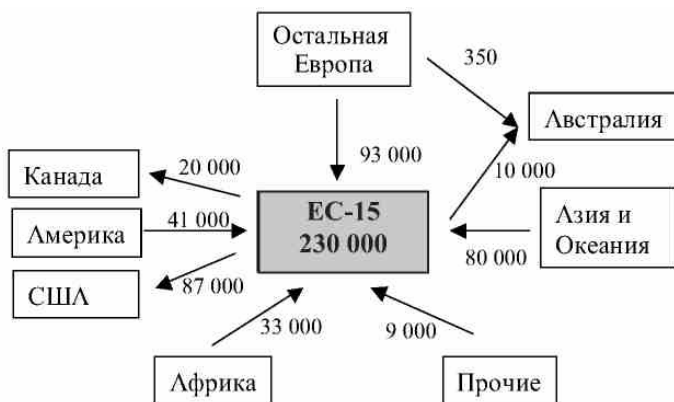 Остальная
Европа
350
Австралия
93 000
10 000
20 000
Канада
ЕС-15
230 000
Америка
41 000
Азия и
Океания
80 000
США
87 000
33 000
9 000
Африка
Прочие